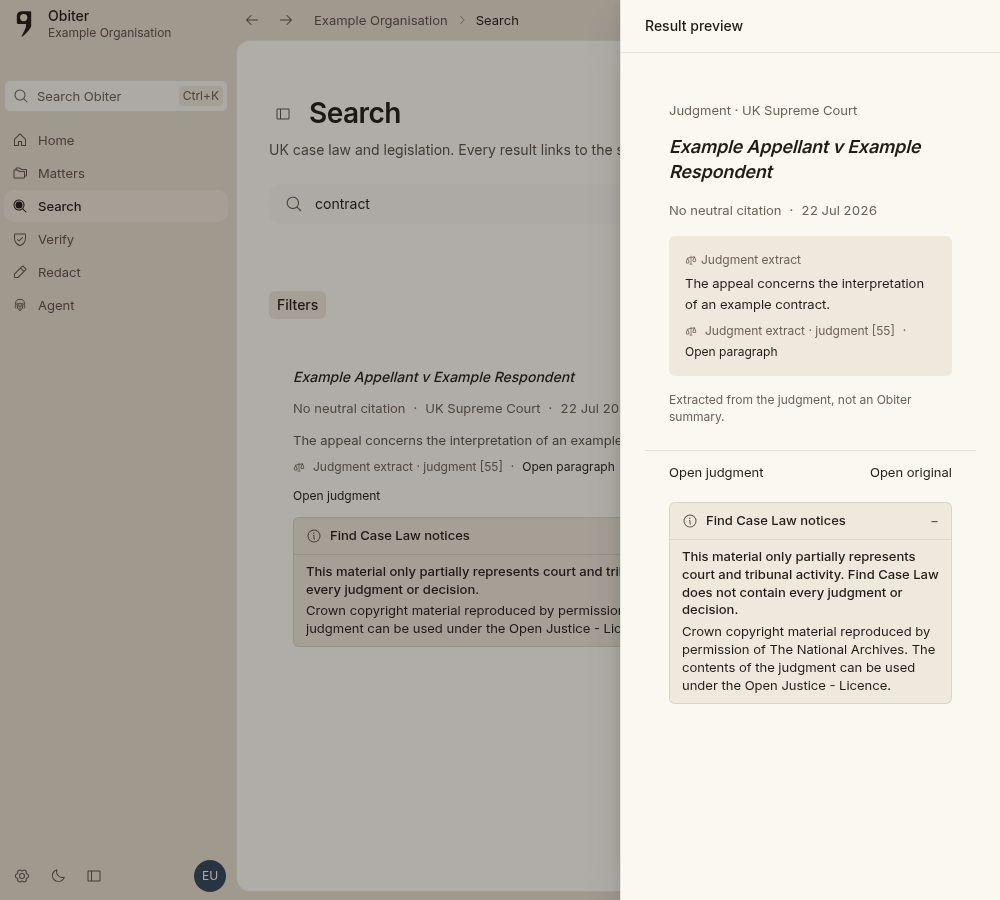 Obiter
Example Organisation
Search Obiter
Ctrl+K
Home
Matters
Search
Verify
Redact
Agent
EU
Example Organisation
Search
Search
UK case law and legislation. Every result links to the s
contract
Filters
Example Appellant v Example Respondent
No neutral citation · UK Supreme Court · 22 Jul 20
The appeal concerns the interpretation of an example
Judgment extract · judgment [55] · Open paragraph
Open judgment
Find Case Law notices
This material only partially represents court and tri
every judgment or decision.
Crown copyright material reproduced by permission
judgment can be used under the Open Justice - Lic
Result preview
Judgment · UK Supreme Court
Example Appellant v Example
Respondent
No neutral citation · 22 Jul 2026
Judgment extract
The appeal concerns the interpretation
of an example contract.
Judgment extract · judgment [55] ·
Open paragraph
Extracted from the judgment, not an Obiter
summary.
Open judgment
Open original
Find Case Law notices
This material only partially represents
court and tribunal activity. Find Case Law
does not contain every judgment or
decision.
Crown copyright material reproduced by
permission of The National Archives. The
contents of the judgment can be used
under the Open Justice - Licence.